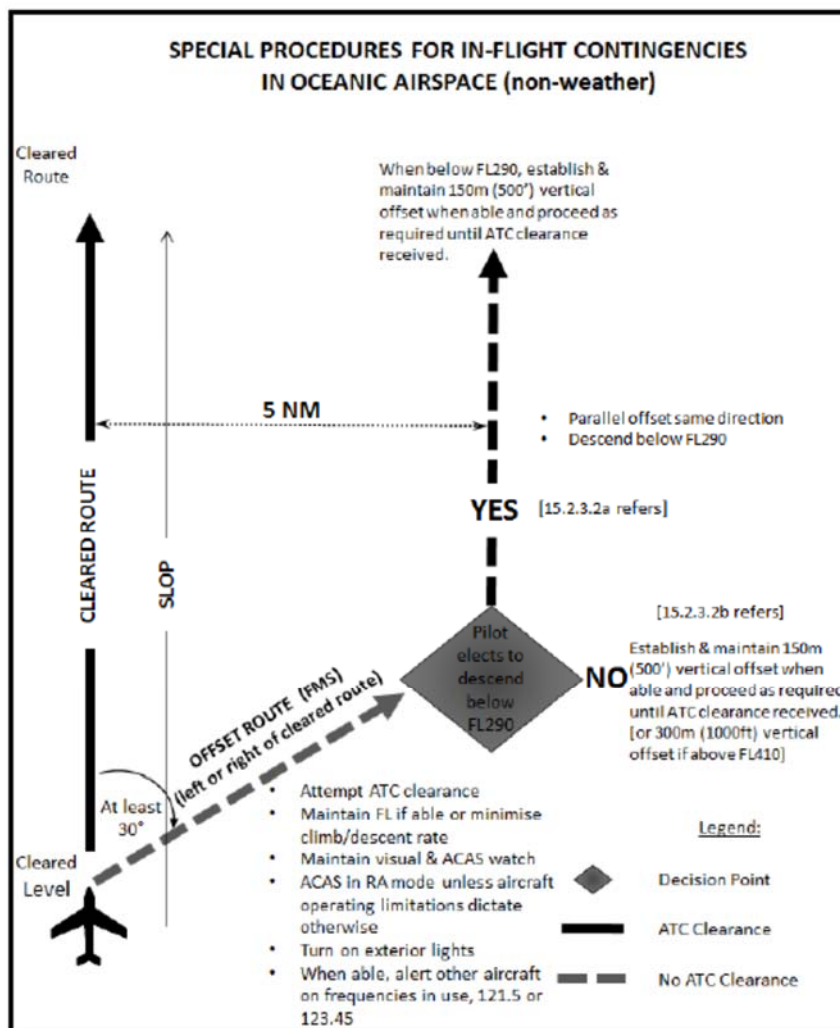 SPECIAL PROCEDURES FOR IN-FLIGHT CONTINGENCIES
IN OCEANIC AIRSPACE (non-weather)
Cleared
Route
When below FL290, establish &
maintain 150m (500') vertical
offset when able and proceed as
required until ATC clearance
received.
5 NM
• Parallel offset same direction
• Descend below FL290
CLEARED ROUTE
SLOP
YES
[15.2.3.2a refers]
[15.2.3.2b refers]
Pilot
elects to
descend
below
FL290
NO
Establish & maintain 150m
(500') vertical offset when
able and proceed as required
until ATC clearance received.
[or 300m (1000ft) vertical
offset if above FL410]
OFFSET ROUTE (FMS)
(left or right of cleared route)
At least
30°
• Attempt ATC clearance
• Maintain FL if able or minimise
climb/descent rate
• Maintain visual & ACAS watch
• ACAS in RA mode unless aircraft
operating limitations dictate
otherwise
• Turn on exterior lights
• When able, alert other aircraft
on frequencies in use, 121.5 or
123.45
Cleared
Level
Legend:
Decision Point
ATC Clearance
No ATC Clearance